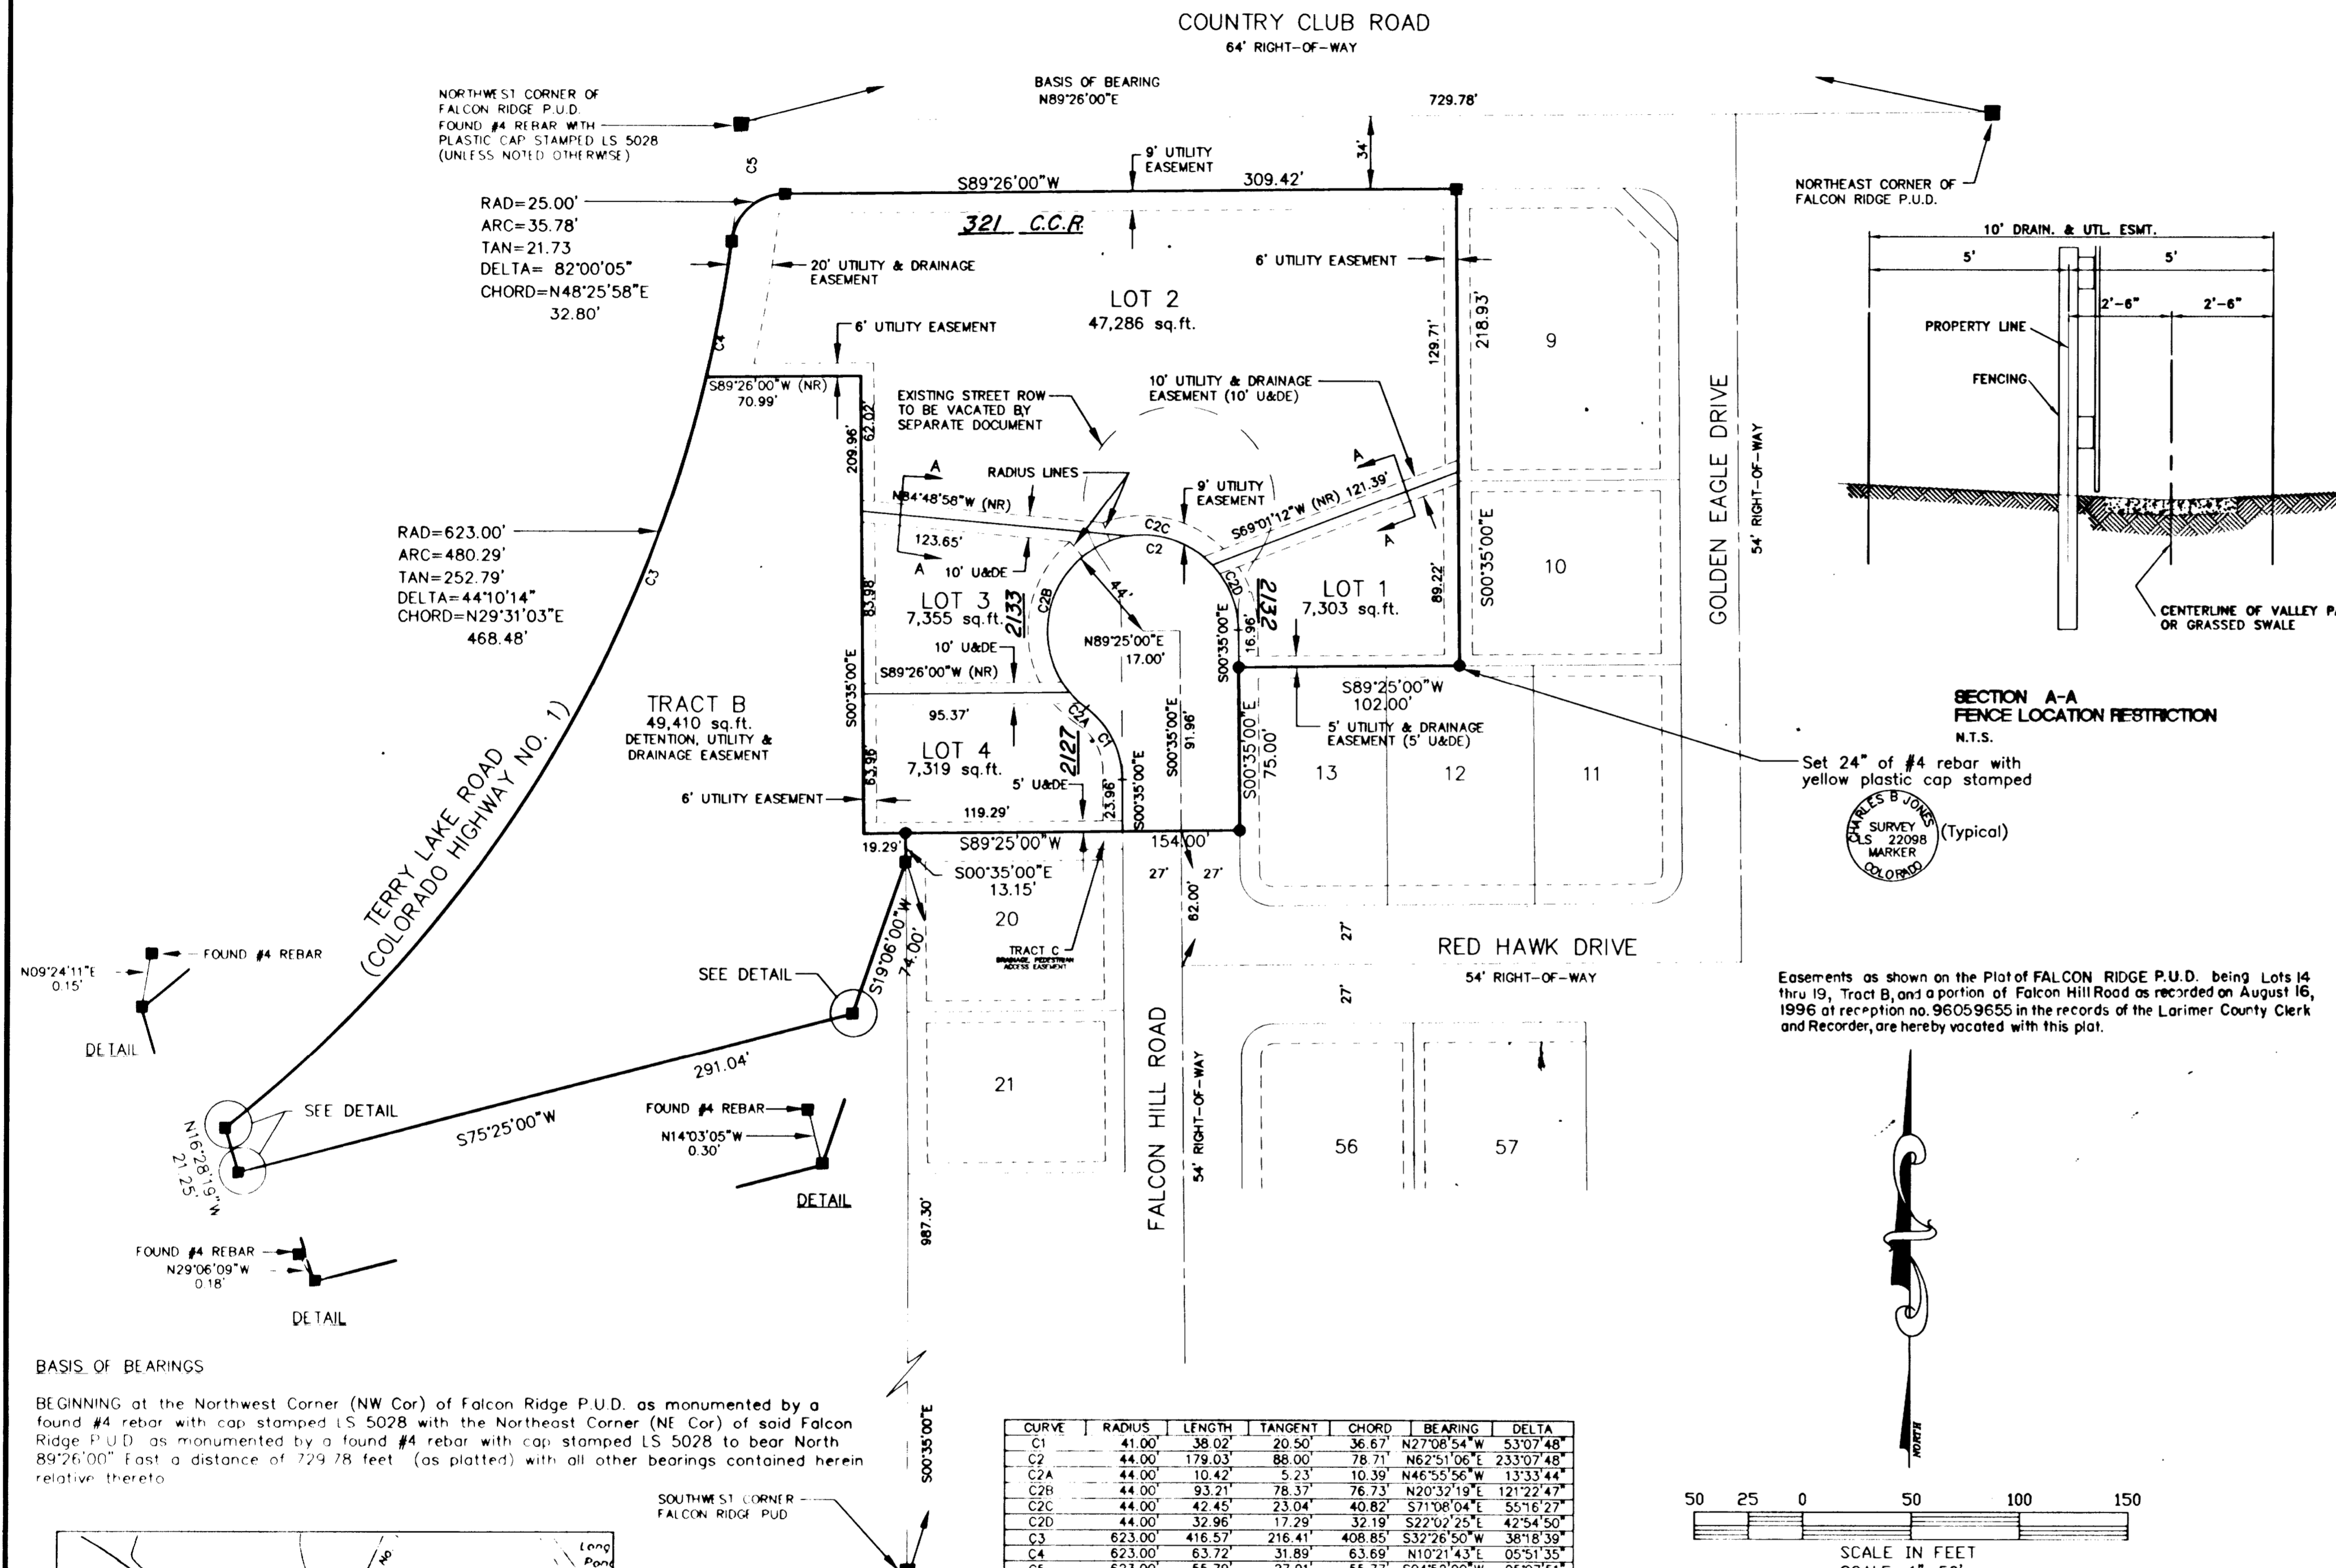 COUNTRY CLUB ROAD
64' RIGHT-OF-WAY
BASIS OF BEARING
N89°26'00"E
729.78'
NORTHWEST CORNER OF
FALCON RIDGE P.U.D.
FOUND #4 REBAR WITH
PLASTIC CAP STAMPED LS 5028
(UNLESS NOTED OTHERWISE)
C5
34'
9' UTILITY
EASEMENT
S89°26'00"W
309.42'
NORTHEAST CORNER OF
FALCON RIDGE P.U.D.
RAD=25.00'
ARC=35.78'
TAN=21.73
DELTA= 82°00'05"
CHORD=N48°25'58"E
32.80'
321 C.C.R.
20' UTILITY & DRAINAGE
EASEMENT
6' UTILITY EASEMENT
LOT 2
47,286 sq.ft.
6' UTILITY EASEMENT
C4
129.71'
218.93'
9
10' DRAIN. & UTL. ESMT.
5'
5'
2'-6"
2'-6"
PROPERTY LINE
FENCING
CENTERLINE OF VALLEY P
OR GRASSED SWALE
SECTION A-A
FENCE LOCATION RESTRICTION
N.T.S.
S89°26'00"W (NR)
70.99'
62.02'
209.96'
EXISTING STREET ROW
TO BE VACATED BY
SEPARATE DOCUMENT
10' UTILITY & DRAINAGE
EASEMENT (10' U&DE)
GOLDEN EAGLE DRIVE
54' RIGHT-OF-WAY
RADIUS LINES
A
A
N84°48'58"W (NR)
123.65'
9' UTILITY
EASEMENT
S69°01'12"W (NR) 121.39'
A
A
C2C
C2
RAD=623.00'
ARC=480.29'
TAN=252.79'
DELTA=44°10'14"
CHORD=N29°31'03"E
468.48'
C3
10' U&DE
44'
C2B
C2D
LOT 3
7,355 sq.ft.
2133
83.98'
10' U&DE
S89°26'00"W (NR)
95.37'
N89°25'00"E
17.00'
2132
16.96'
S00°35'00"E
LOT 1
7,303 sq.ft.
89.22'
S00°35'00"E
10
S00°35'00"E
TRACT B
49,410 sq.ft.
DETENTION, UTILITY &
DRAINAGE EASEMENT
C2A
C1
LOT 4
7,319 sq.ft.
2127
63.96'
5' U&DE
6' UTILITY EASEMENT
119.29'
23.96'
S00°35'00"E
S00°35'00"E
91.96'
S00°35'00"E
75.00'
S89°25'00"W
102.00'
5' UTILITY & DRAINAGE
EASEMENT (5' U&DE)
13
12
11
Set 24" of #4 rebar with
yellow plastic cap stamped
CHARLES B JONES
SURVEY
LS 22098
MARKER
COLORADO
(Typical)
TERRY LAKE ROAD
(COLORADO HIGHWAY NO. 1)
19.29'
S89°25'00"W
154.00'
S00°35'00"E
13.15'
27'
27'
62.00'
20
TRACT C
DRAINAGE, PEDESTRIAN
ACCESS EASEMENT
S19°06'00"W
74.00'
SEE DETAIL
27'
27'
RED HAWK DRIVE
54' RIGHT-OF-WAY
FOUND #4 REBAR
N09°24'11"E
0.15'
DETAIL
Easements as shown on the Plat of FALCON RIDGE P.U.D. being Lots 14
thru 19, Tract B, and a portion of Falcon Hill Road as recorded on August 16,
1996 at reception no. 96059655 in the records of the Larimer County Clerk
and Recorder, are hereby vacated with this plat.
SEE DETAIL
291.04'
S75°25'00"W
N16°28'19"W
21.25'
FOUND #4 REBAR
N14°03'05"W
0.30'
DETAIL
21
FALCON HILL ROAD
54' RIGHT-OF-WAY
56
57
987.30'
FOUND #4 REBAR
N29°06'09"W
0.18'
DETAIL
NORTH
BASIS OF BEARINGS
BEGINNING at the Northwest Corner (NW Cor) of Falcon Ridge P.U.D. as monumented by a
found #4 rebar with cap stamped LS 5028 with the Northeast Corner (NE Cor) of said Falcon
Ridge P U D as monumented by a found #4 rebar with cap stamped LS 5028 to bear North
89°26'00" East a distance of 729 78 feet (as platted) with all other bearings contained herein
relative thereto
S00°35'00"E
SOUTHWEST CORNER
FALCON RIDGE PUD
Long
Pond
NO
CURVE RADIUS LENGTH TANGENT CHORD BEARING DELTA
C1 41.00' 38.02' 20.50' 36.67' N27°08'54"W 53°07'48"
C2 44.00' 179.03' 88.00' 78.71' N62°51'06"E 233°07'48"
C2A 44.00' 10.42' 5.23' 10.39' N46°55'56"W 13°33'44"
C2B 44.00' 93.21' 78.37' 76.73' N20°32'19"E 121°22'47"
C2C 44.00' 42.45' 23.04' 40.82' S71°08'04"E 55°16'27"
C2D 44.00' 32.96' 17.29' 32.19' S22°02'25"E 42°54'50"
C3 623.00' 416.57' 216.41' 408.85' S32°26'50"W 38°18'39"
C4 623.00' 63.72' 31.89' 63.69' N10°21'43"E 05°51'35"
50 25 0 50 100 150
SCALE IN FEET